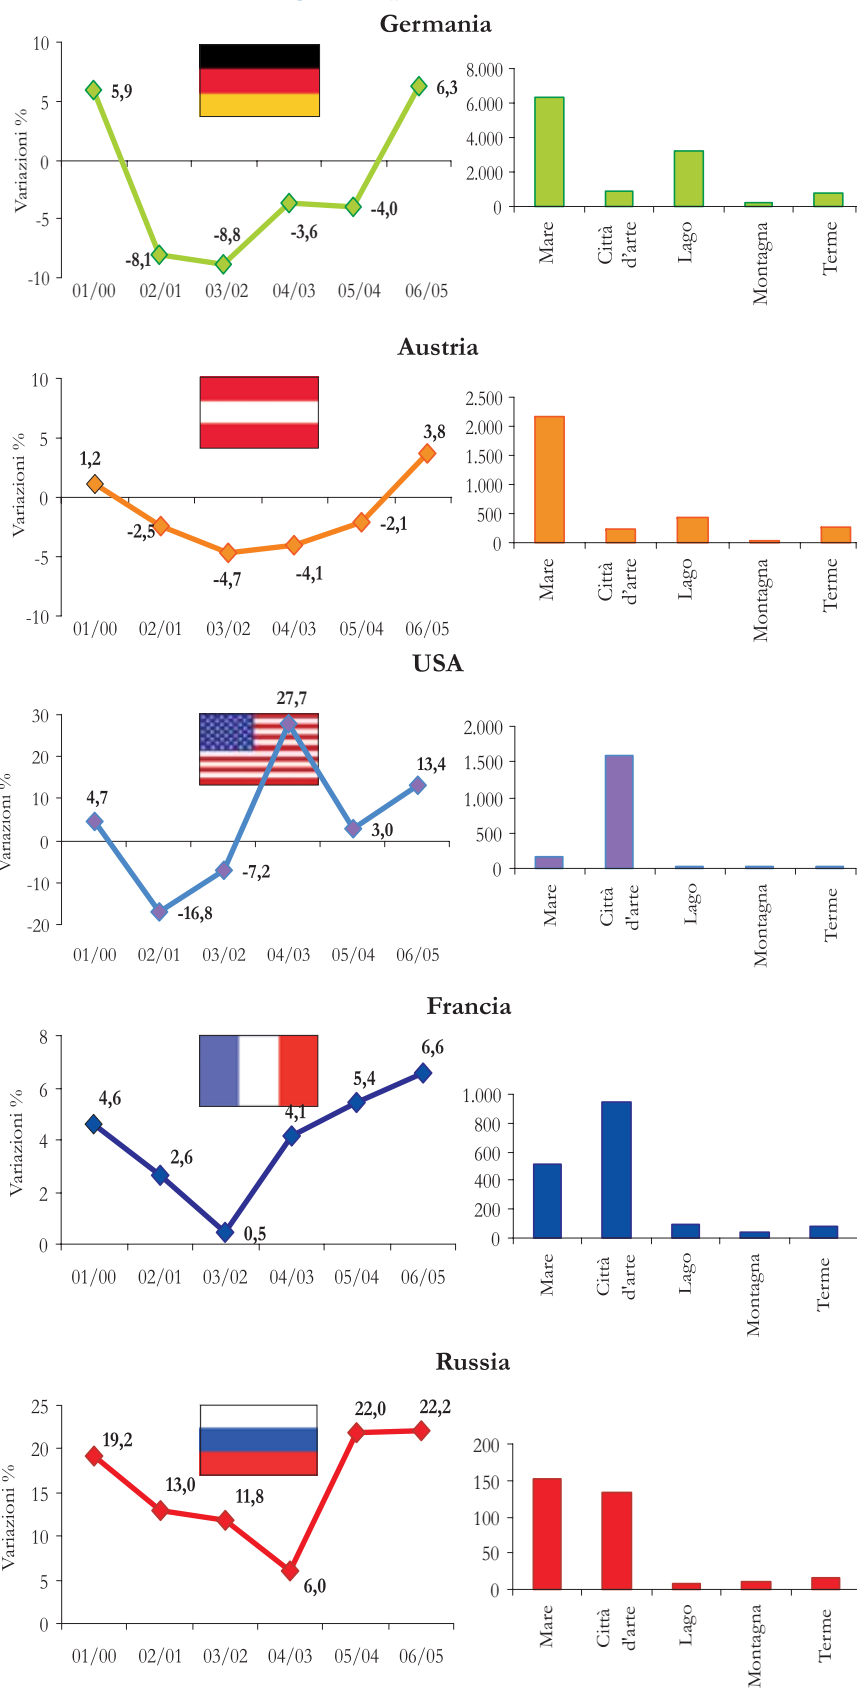 Germania
Variazioni %
10
5
0
-5
-10
5,9
-8,1
-8,8
-3,6
-4,0
6,3
01/00 02/01 03/02 04/03 05/04 06/05
8.000
6.000
4.000
2.000
0
Mare
Città d'arte
Lago
Montagna
Terme
Austria
Variazioni %
10
5
0
-5
-10
1,2
-2,5
-4,7
-4,1
-2,1
3,8
01/00 02/01 03/02 04/03 05/04 06/05
2.500
2.000
1.500
1.000
500
0
Mare
Città d'arte
Lago
Montagna
Terme
USA
Variazioni %
30
20
10
0
-10
-20
4,7
-16,8
-7,2
27,7
3,0
13,4
01/00 02/01 03/02 04/03 05/04 06/05
2.000
1.500
1.000
500
0
Mare
Città d'arte
Lago
Montagna
Terme
Francia
Variazioni %
8
6
4
2
0
4,6
2,6
0,5
4,1
5,4
6,6
01/00 02/01 03/02 04/03 05/04 06/05
1.000
800
600
400
200
0
Mare
Città d'arte
Lago
Montagna
Terme
Russia
Variazioni %
25
20
15
10
5
0
19,2
13,0
11,8
6,0
22,0
22,2
01/00 02/01 03/02 04/03 05/04 06/05
200
150
100
50
0
Mare
Città d'arte
Lago
Montagna
Terme